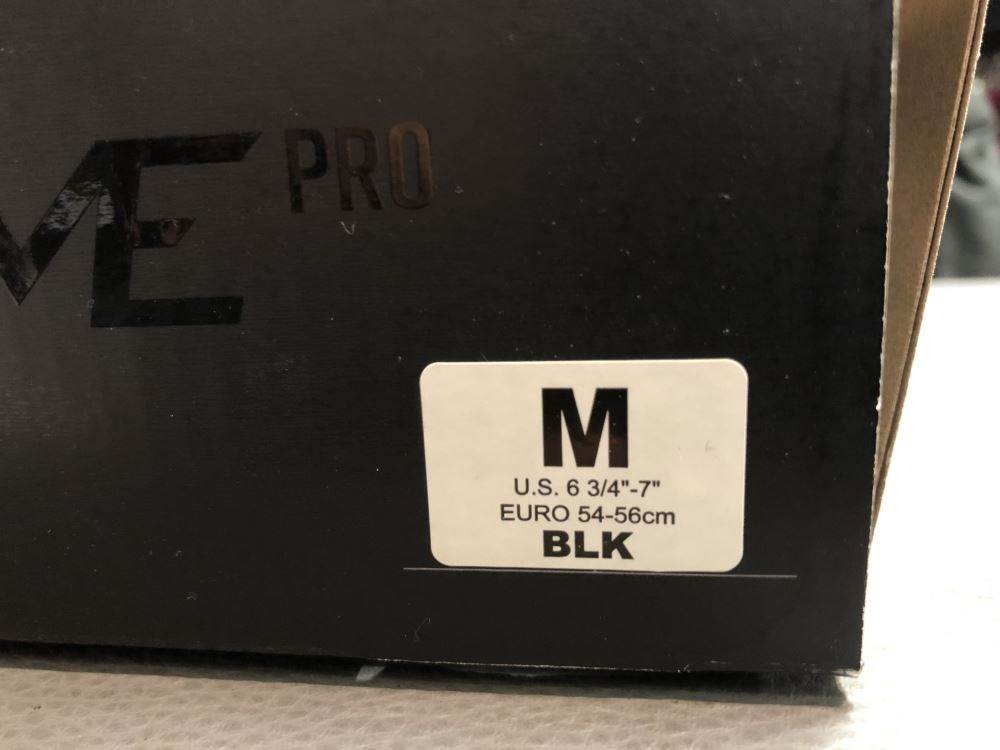 PRO
M
U.S. 6 3/4"-7"
EURO 54-56cm
BLK